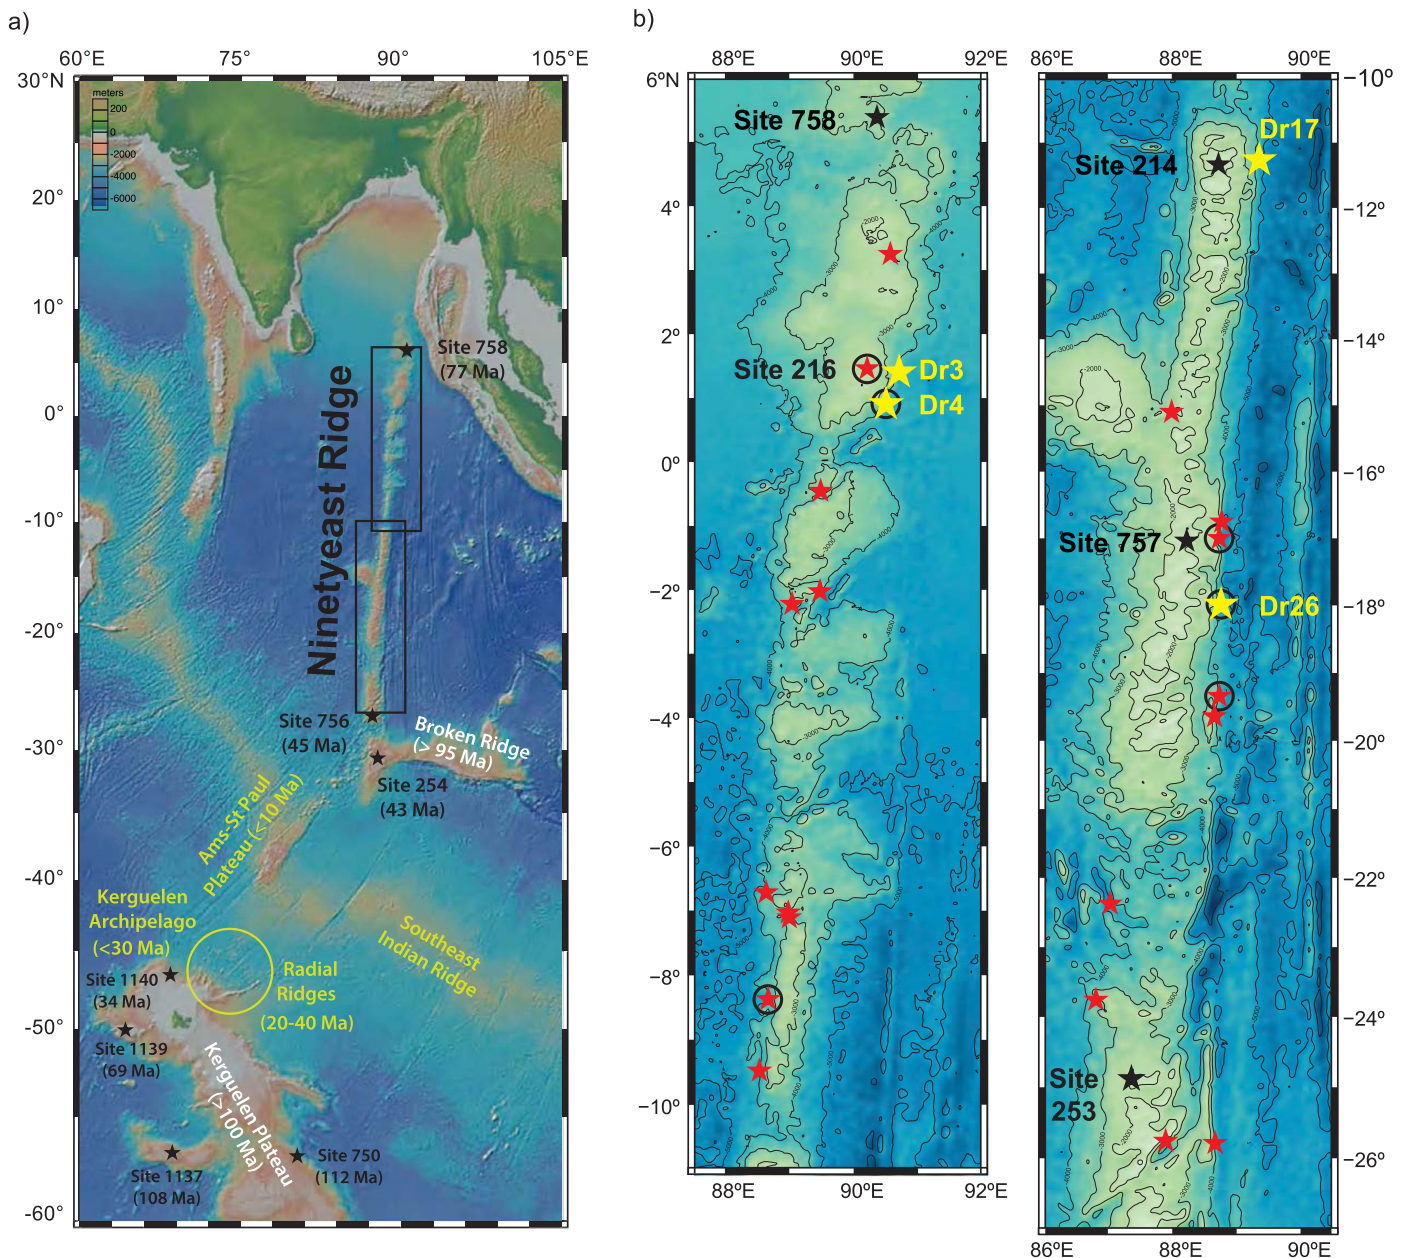 a)
60°E 75° 90° 105°E
30°N
20°
10°
0°
-10°
-20°
-30°
-40°
-50°
-60°
meters
200
0
-2000
-4000
-6000
Site 758
(77 Ma)
Ninetyeast Ridge
Site 756
(45 Ma)
Broken Ridge
(> 95 Ma)
Site 254
(43 Ma)
Ams-St Paul
Plateau (<10 Ma)
Kerguelen
Archipelago
(<30 Ma)
Southeast
Indian Ridge
Radial
Ridges
(20-40 Ma)
Site 1140
(34 Ma)
Site 1139
(69 Ma)
Kerguelen Plateau
(>100 Ma)
Site 1137
(108 Ma)
Site 750
(112 Ma)
b)
88ºE 90ºE 92ºE
6ºN
4º
2º
0º
−2º
−4º
−6º
−8º
−10º
Site 758
Site 216
Dr3
Dr4
88ºE 90ºE 92ºE
86ºE 88ºE 90ºE
−10º
−12º
−14º
−16º
−18º
−20º
−22º
−24º
−26º
Dr17
Site 214
Site 757
Dr26
Site
253
86ºE 88ºE 90ºE